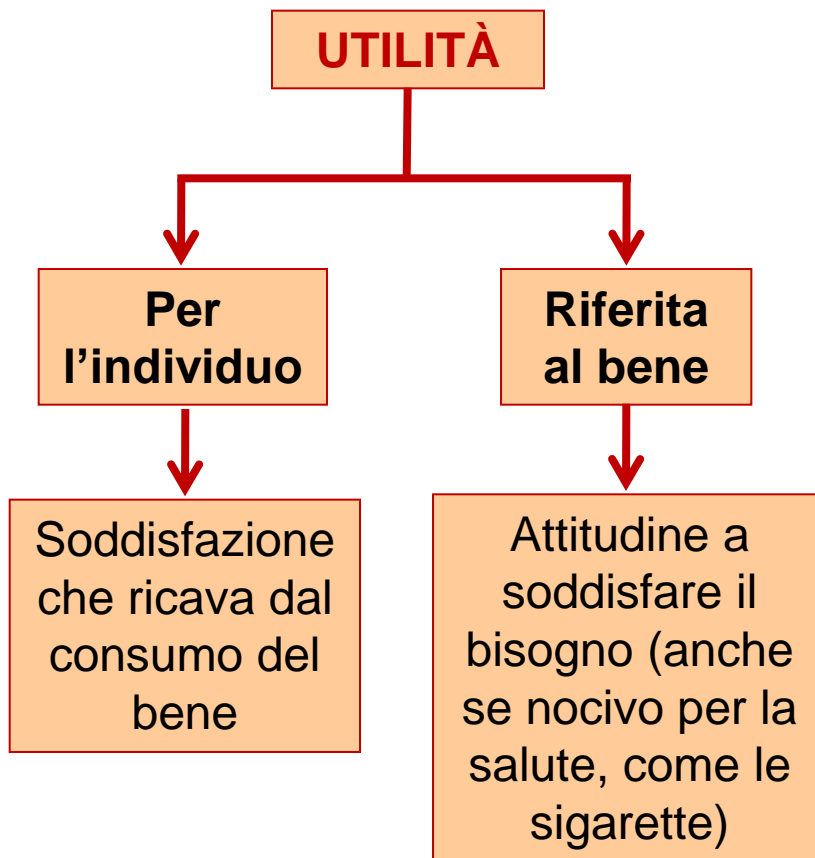 UTILITÀ
Per
l’individuo
Riferita
al bene
Soddisfazione
che ricava dal
consumo del
bene
Attitudine a
soddisfare il
bisogno (anche
se nocivo per la
salute, come le
sigarette)